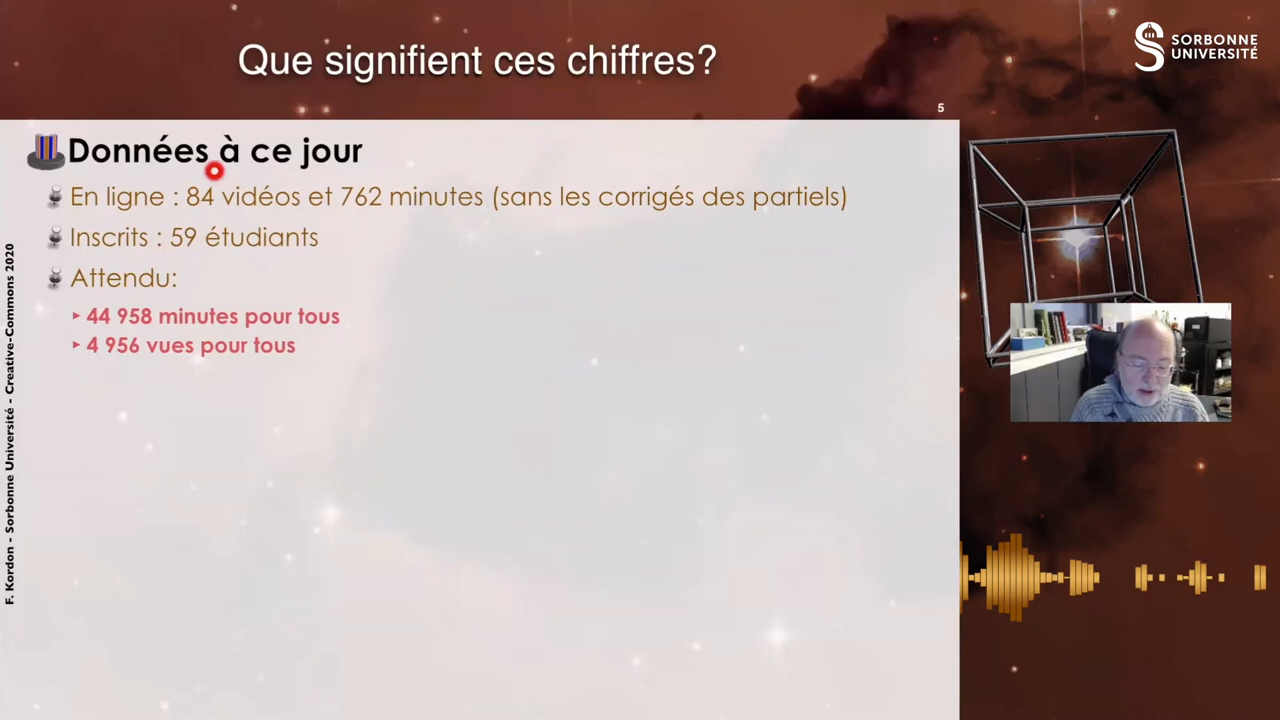 Que signifient ces chiffres?
SORBONNE
UNIVERSITÉ
5
Données à ce jour
En ligne : 84 vidéos et 762 minutes (sans les corrigés des partiels)
Inscrits : 59 étudiants
Attendu:
44 958 minutes pour tous
4 956 vues pour tous
F. Kordon - Sorbonne Université - Creative-Commons 2020